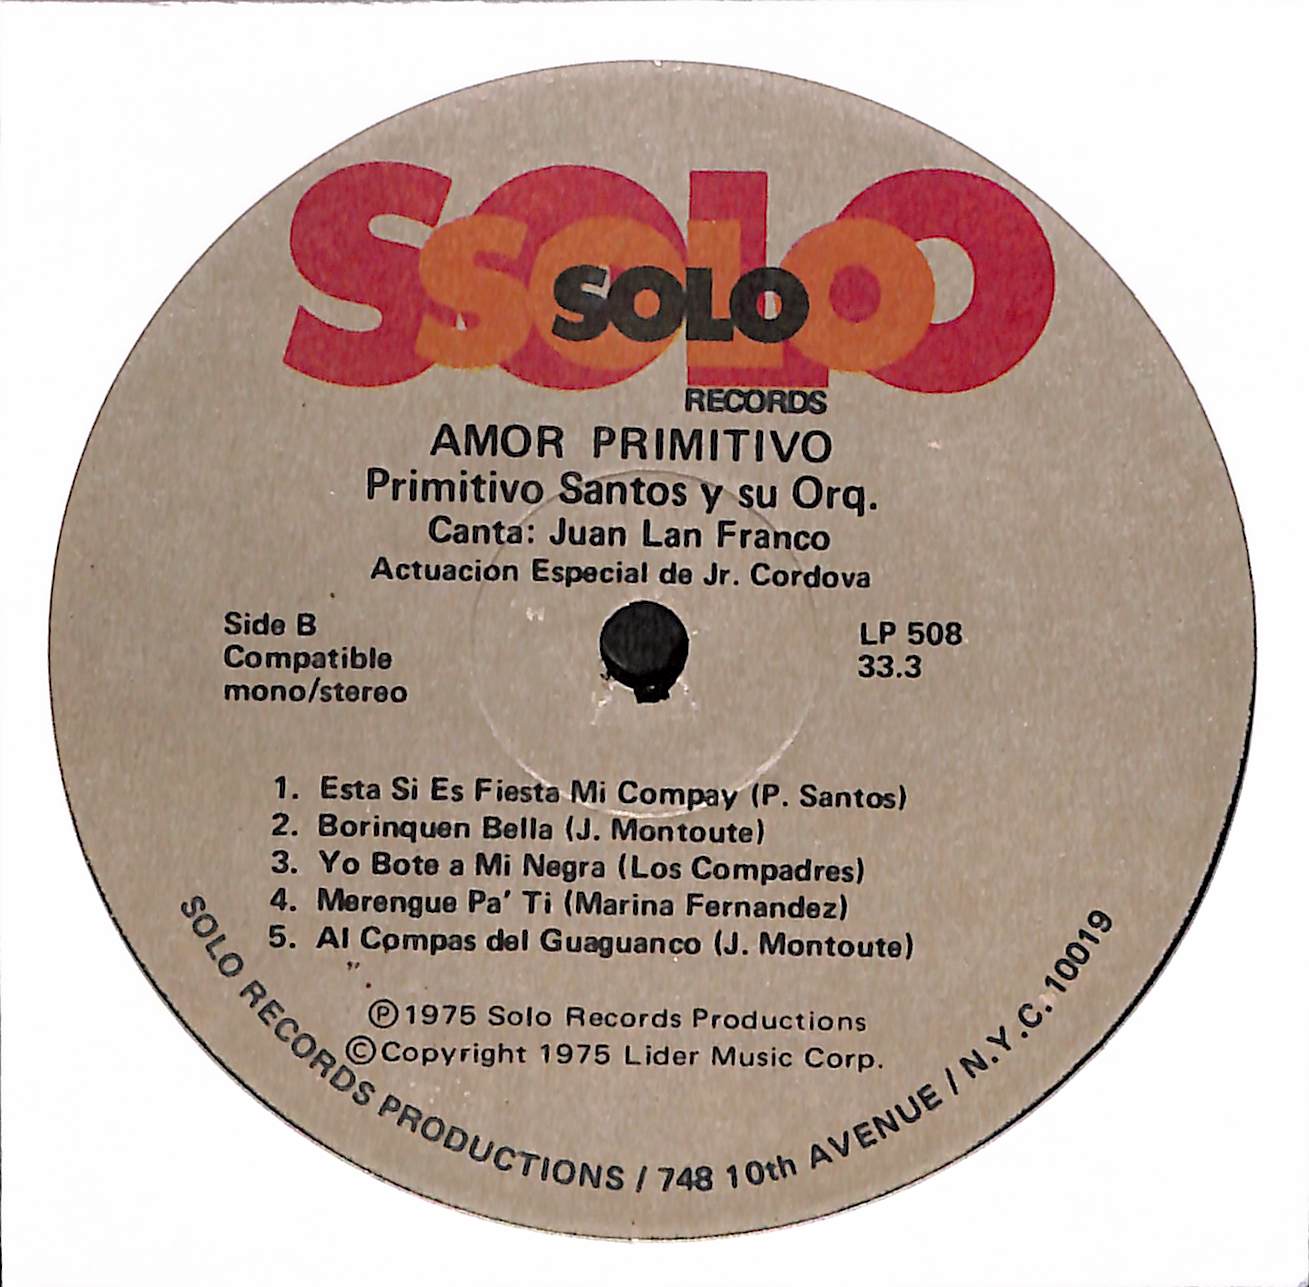 SOLO
SOLO
SOLO
RECORDS
AMOR PRIMITIVO
Primitivo Santos y su Orq.
Canta: Juan Lan Franco
Actuacion Especial de Jr. Cordova
Side B
Compatible
mono/stereo
LP 508
33.3
1. Esta Si Es Fiesta Mi Compay (P. Santos)
2. Borinquen Bella (J. Montoute)
3. Yo Bote a Mi Negra (Los Compadres)
4. Merengue Pa' Ti (Marina Fernandez)
5. Al Compas del Guaguanco (J. Montoute)
Ⓟ1975 Solo Records Productions
©Copyright 1975 Lider Music Corp.
SOLO RECORDS PRODUCTIONS / 748 10th AVENUE / N.Y.C. 10019